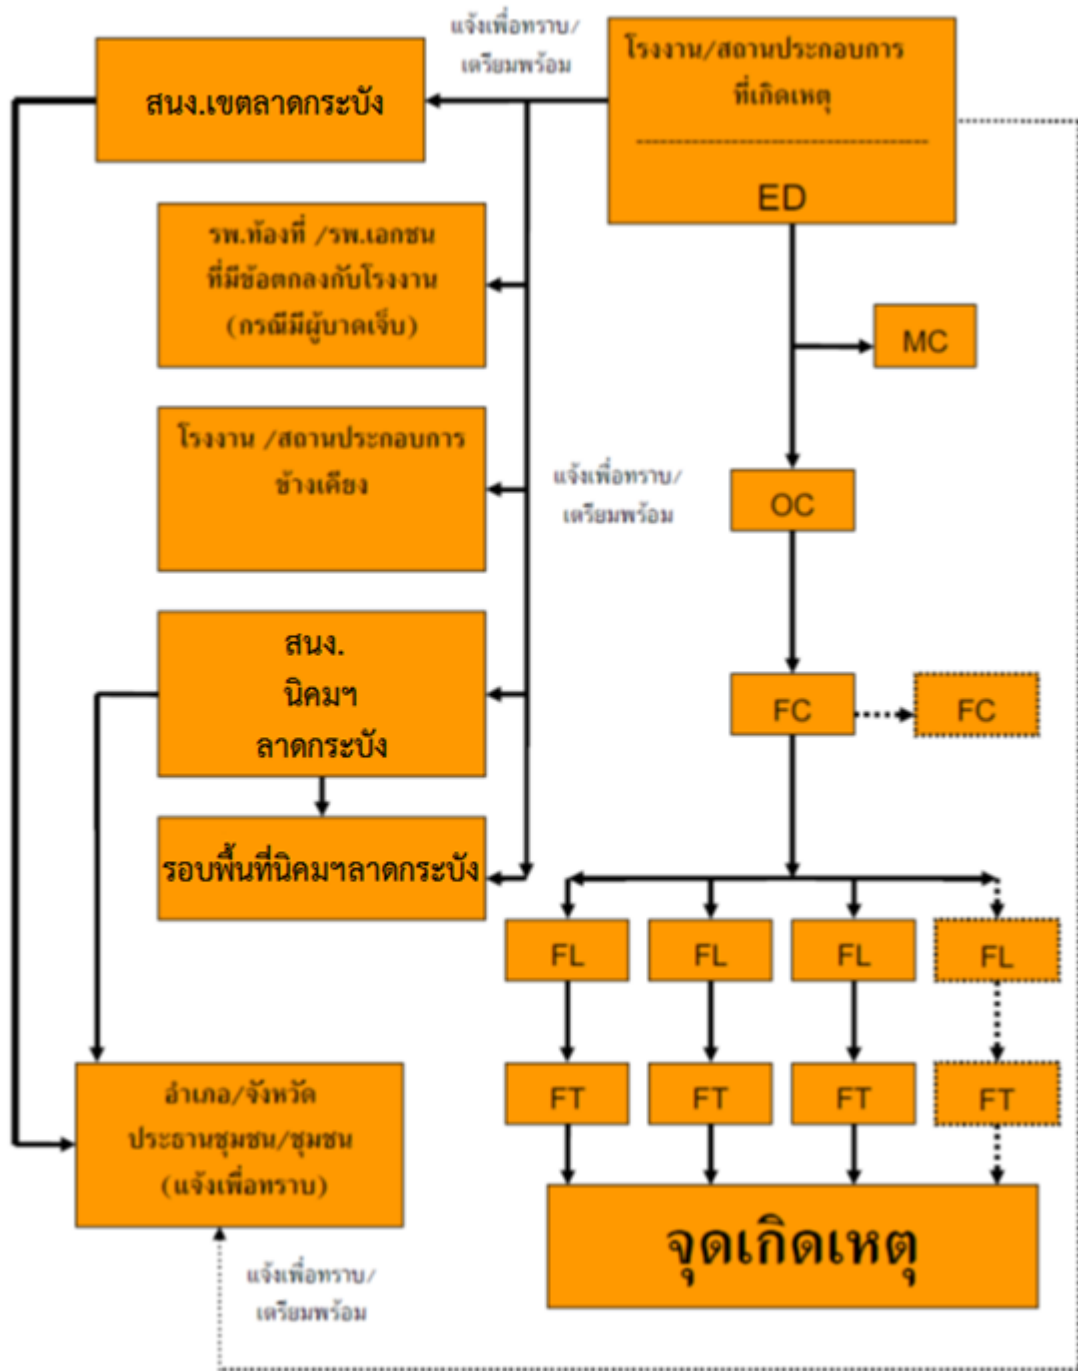 แจ้งเพื่อทราบ/
เตรียมพร้อม
โรงงาน/สถานประกอบการ
ที่เกิดเหตุ
ED
สนง.เขตลาดกระบัง
รพ.ท้องที่ /รพ.เอกชน
ที่มีข้อตกลงกับโรงงาน
(กรณีมีผู้บาดเจ็บ)
MC
โรงงาน /สถานประกอบการ
ข้างเคียง
แจ้งเพื่อทราบ/
เตรียมพร้อม
OC
สนง.
นิคมฯ
ลาดกระบัง
FC
FC
รอบพื้นที่นิคมฯลาดกระบัง
FL
FL
FL
FL
อำเภอ/จังหวัด
ประธานชุมชน/ชุมชน
(แจ้งเพื่อทราบ)
FT
FT
FT
FT
จุดเกิดเหตุ
แจ้งเพื่อทราบ/
เตรียมพร้อม